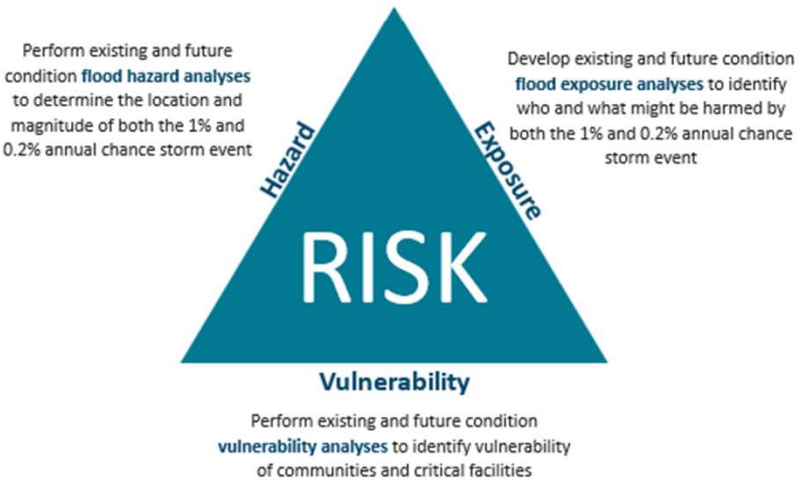 Perform existing and future
condition flood hazard analyses
to determine the location and
magnitude of both the 1% and
0.2% annual chance storm event
Hazard
Develop existing and future condition
flood exposure analyses to identify
who and what might be harmed by
both the 1% and 0.2% annual chance
storm event
Exposure
RISK
Vulnerability
Perform existing and future condition
vulnerability analyses to identify vulnerability
of communities and critical facilities